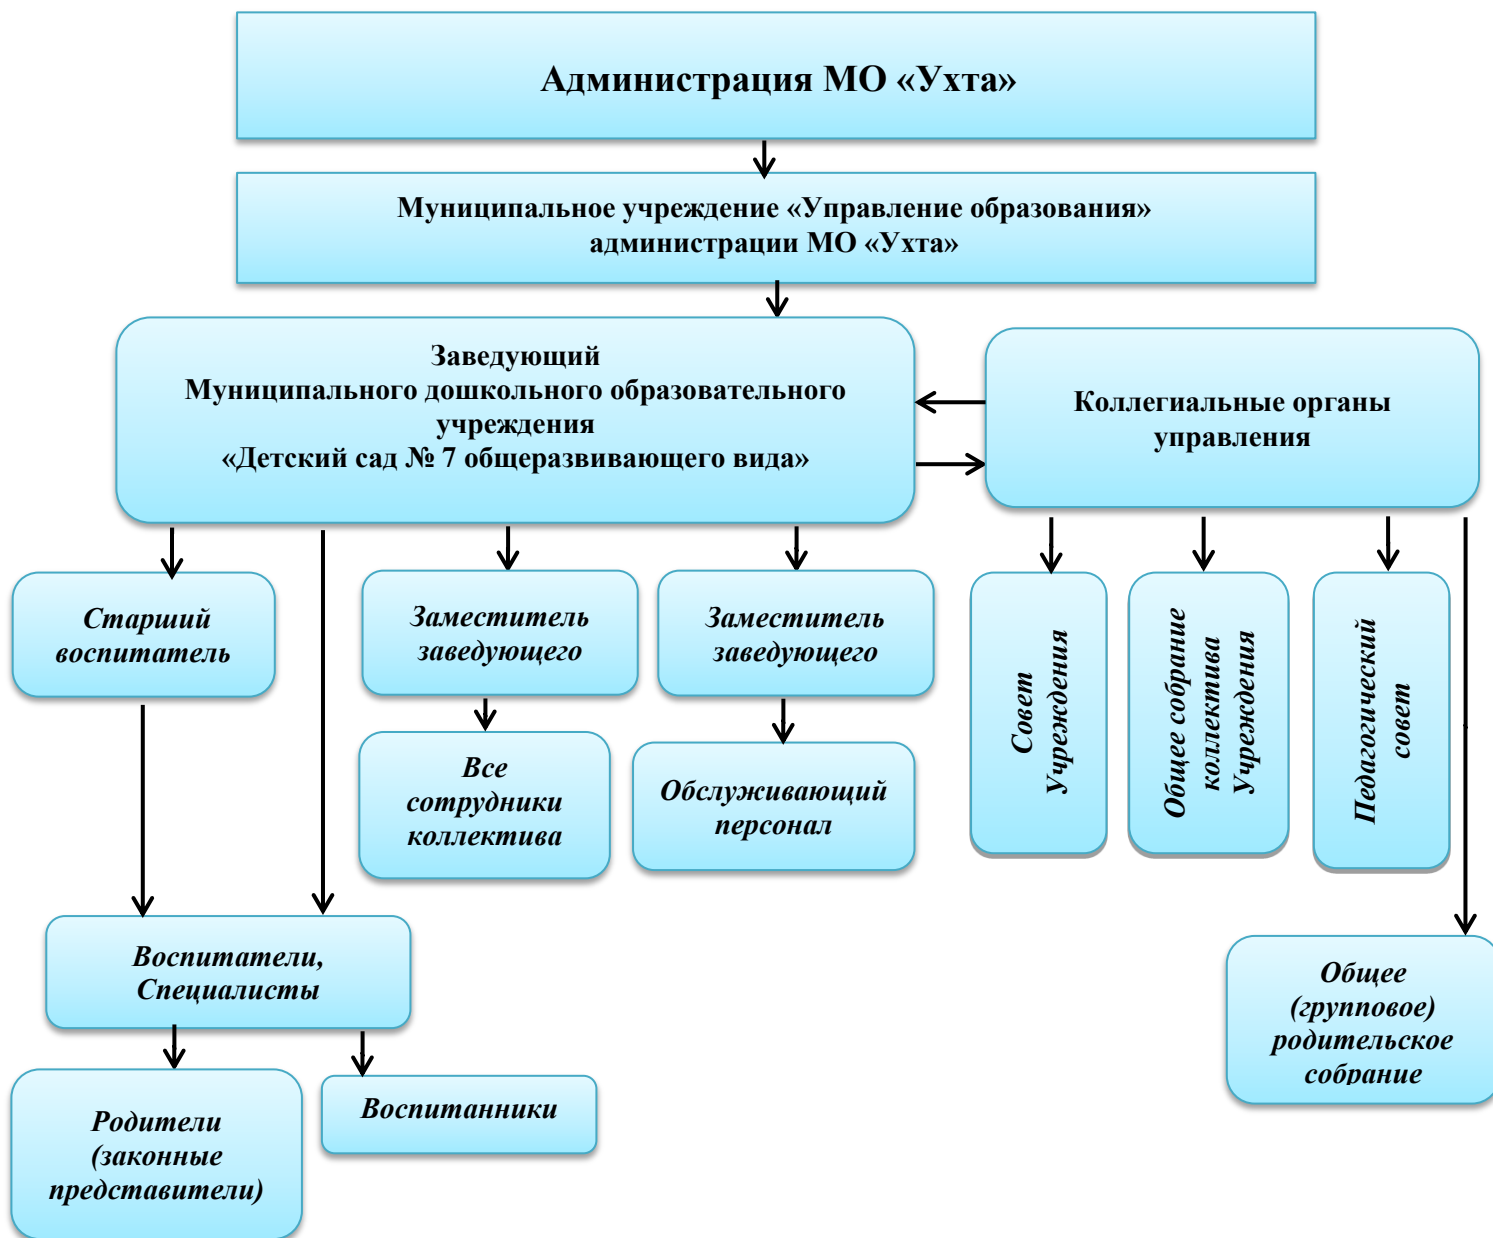 Администрация МО «Ухта»
Муниципальное учреждение «Управление образования»
администрации МО «Ухта»
Заведующий
Муниципального дошкольного образовательного
учреждения
«Детский сад № 7 общеразвивающего вида»
Коллегиальные органы
управления
Старший
воспитатель
Заместитель
заведующего
Заместитель
заведующего
Совет
Учреждения
Общее собрание
коллектива
Учреждения
Педагогический
совет
Все
сотрудники
коллектива
Обслуживающий
персонал
Воспитатели,
Специалисты
Общее
(групповое)
родительское
собрание
Родители
(законные
представители)
Воспитанники